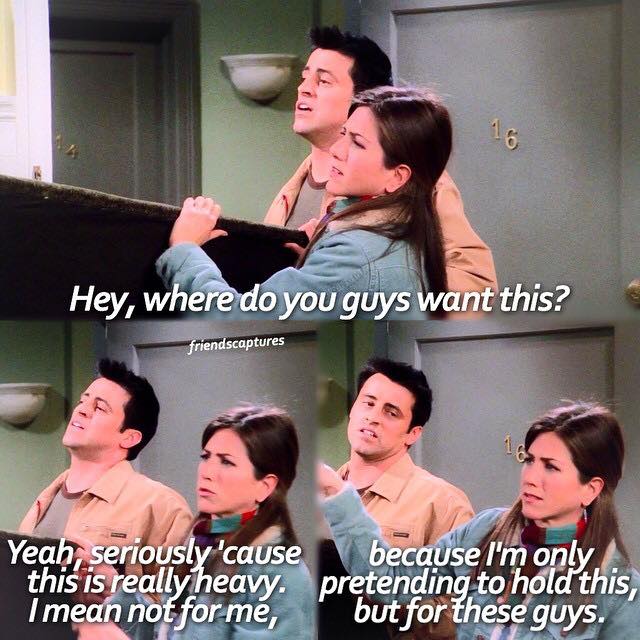 14
16
Hey, where do you guys want this?
friendscaptures
16
Yeah, seriously 'cause
this is really heavy.
I mean not for me,
because I'm only
pretending to hold this,
but for these guys.